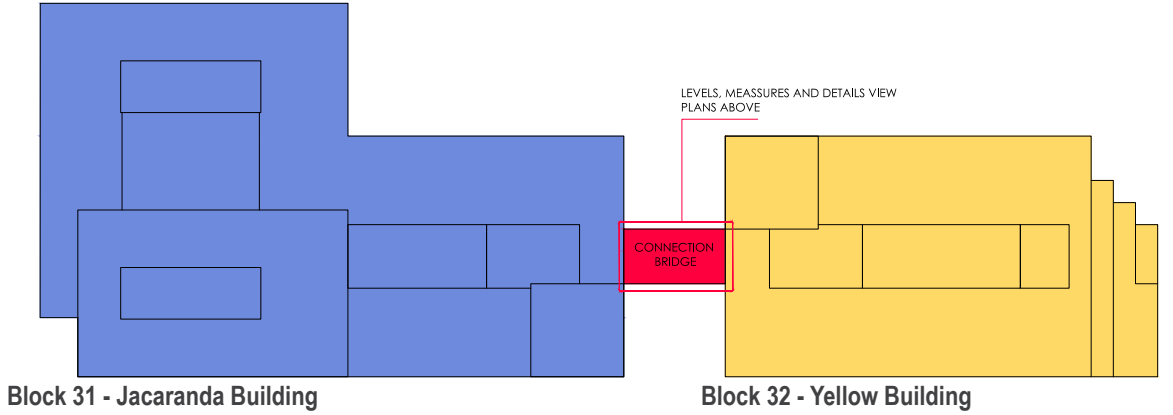 LEVELS, MEASSURES AND DETAILS VIEW
PLANS ABOVE
CONNECTION
BRIDGE
Block 31 - Jacaranda Building
Block 32 - Yellow Building